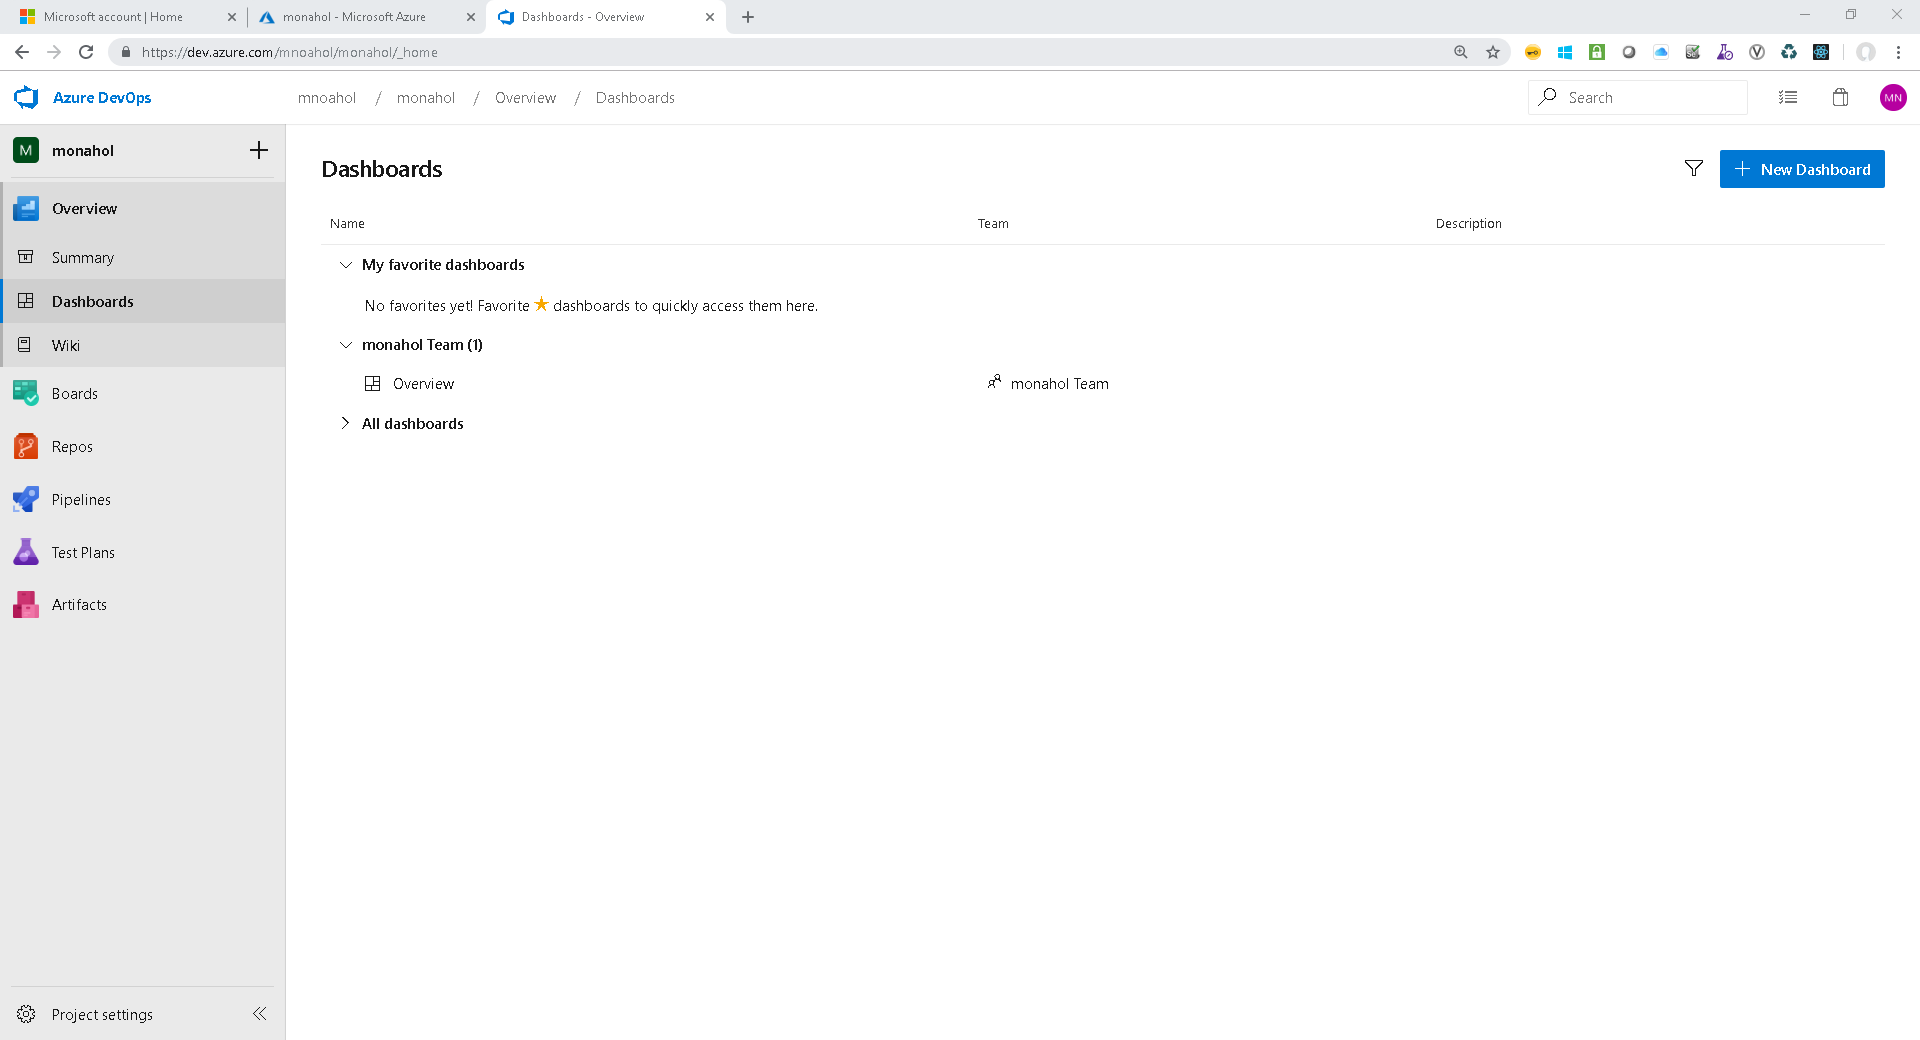 Microsoft account | Home
monahol - Microsoft Azure
Dashboards - Overview
https://dev.azure.com/mnoahol/monahol/_home
Azure DevOps
mnoahol / monahol / Overview / Dashboards
Search
MN
M monahol
Overview
Summary
Dashboards
Wiki
Boards
Repos
Pipelines
Test Plans
Artifacts
Project settings
Dashboards
New Dashboard
Name Team Description
My favorite dashboards
No favorites yet! Favorite ★ dashboards to quickly access them here.
monahol Team (1)
Overview monahol Team
All dashboards